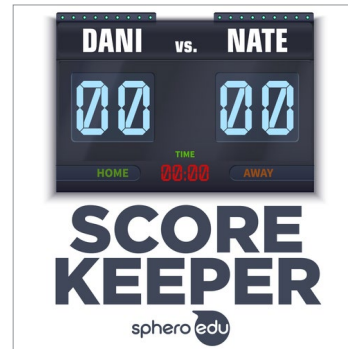 DANI vs. NATE
00 00
TIME
HOME 00:00 AWAY
SCORE
KEEPER
sphero edu